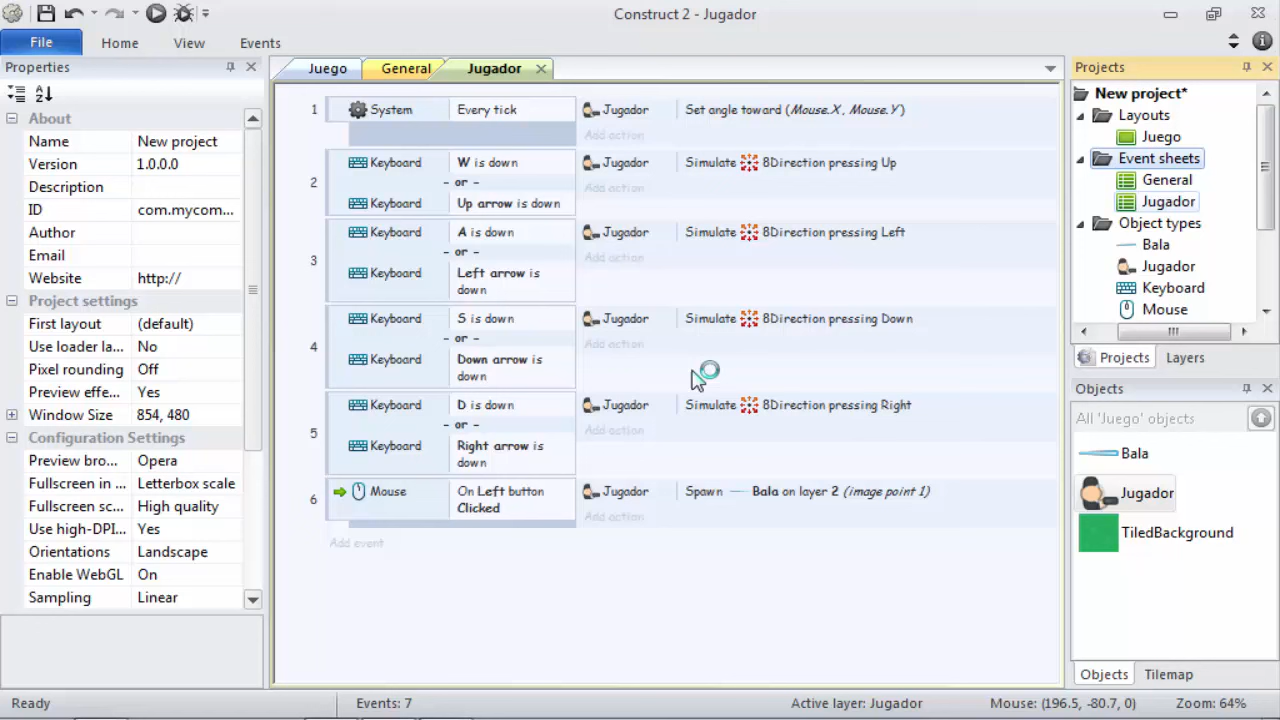 Construct 2 - Jugador
File Home View Events
Properties
About
Name New project
Version 1.0.0.0
Description
ID com.mycom...
Author
Email
Website http://
Project settings
First layout (default)
Use loader la... No
Pixel rounding Off
Preview effe... Yes
Window Size 854, 480
Configuration Settings
Preview bro... Opera
Fullscreen in ... Letterbox scale
Fullscreen sc... High quality
Use high-DPI... Yes
Orientations Landscape
Enable WebGL On
Sampling Linear
Juego General Jugador
1 System Every tick Jugador Set angle toward (Mouse.X, Mouse.Y)
Add action
2 Keyboard W is down Jugador Simulate 8Direction pressing Up
- or - Add action
Keyboard Up arrow is down
3 Keyboard A is down Jugador Simulate 8Direction pressing Left
- or - Add action
Keyboard Left arrow is
down
4 Keyboard S is down Jugador Simulate 8Direction pressing Down
- or - Add action
Keyboard Down arrow is
down
5 Keyboard D is down Jugador Simulate 8Direction pressing Right
- or - Add action
Keyboard Right arrow is
down
6 Mouse On Left button Jugador Spawn Bala on layer 2 (image point 1)
Clicked
Add action
Add event
Projects
New project*
Layouts
Juego
Event sheets
General
Jugador
Object types
Bala
Jugador
Keyboard
Mouse
Projects Layers
Objects
All 'Juego' objects
Bala
Jugador
TiledBackground
Objects Tilemap
Ready Events: 7 Active layer: Jugador Mouse: (196.5, -80.7, 0) Zoom: 64%